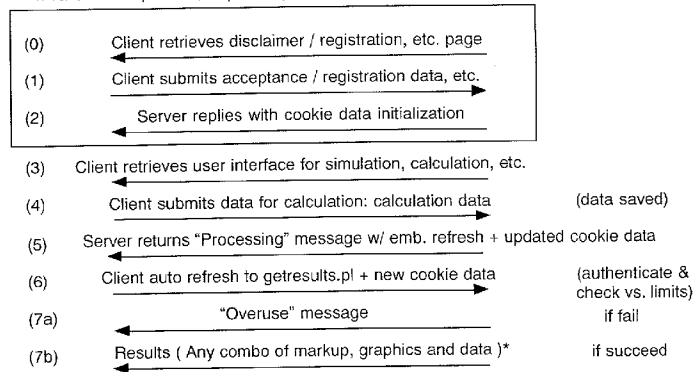 (0) Client retrieves disclaimer / registration, etc. page
(1) Client submits acceptance / registration data, etc.
(2) Server replies with cookie data initialization
(3) Client retrieves user interface for simulation, calculation, etc.
(4) Client submits data for calculation: calculation data (data saved)
(5) Server returns “Processing” message w/ emb. refresh + updated cookie data
(6) Client auto refresh to getresults.pl + new cookie data (authenticate &
check vs. limits)
(7a) “Overuse” message if fail
(7b) Results ( Any combo of markup, graphics and data )* if succeed